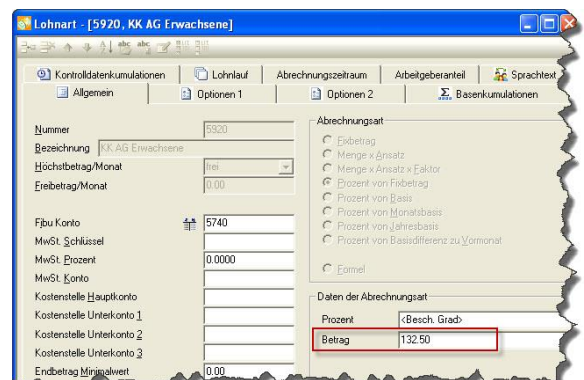 Lohnart - [5920, KK AG Erwachsene]
Kontrolldatenkumulationen
Lohnlauf
Abrechnungszeitraum
Arbeitgeberanteil
Sprachtext
Allgemein
Optionen 1
Optionen 2
Basenkumulationen
Nummer 5920
Bezeichnung KK AG Erwachsene
Höchstbetrag/Monat frei
Freibetrag/Monat 0.00
Fibu Konto 5740
MwSt. Schlüssel
MwSt. Prozent 0.0000
MwSt. Konto
Kostenstelle Hauptkonto
Kostenstelle Unterkonto 1
Kostenstelle Unterkonto 2
Kostenstelle Unterkonto 3
Endbetrag Minimalwert 0.00
Abrechnungsart
Fixbetrag
Menge x Ansatz
Menge x Ansatz x Faktor
Prozent von Fixbetrag
Prozent von Basis
Prozent von Monatsbasis
Prozent von Jahresbasis
Prozent von Basisdifferenz zu Vormonat
Formel
Daten der Abrechnungsart
Prozent <Besch. Grad>
Betrag 132.50